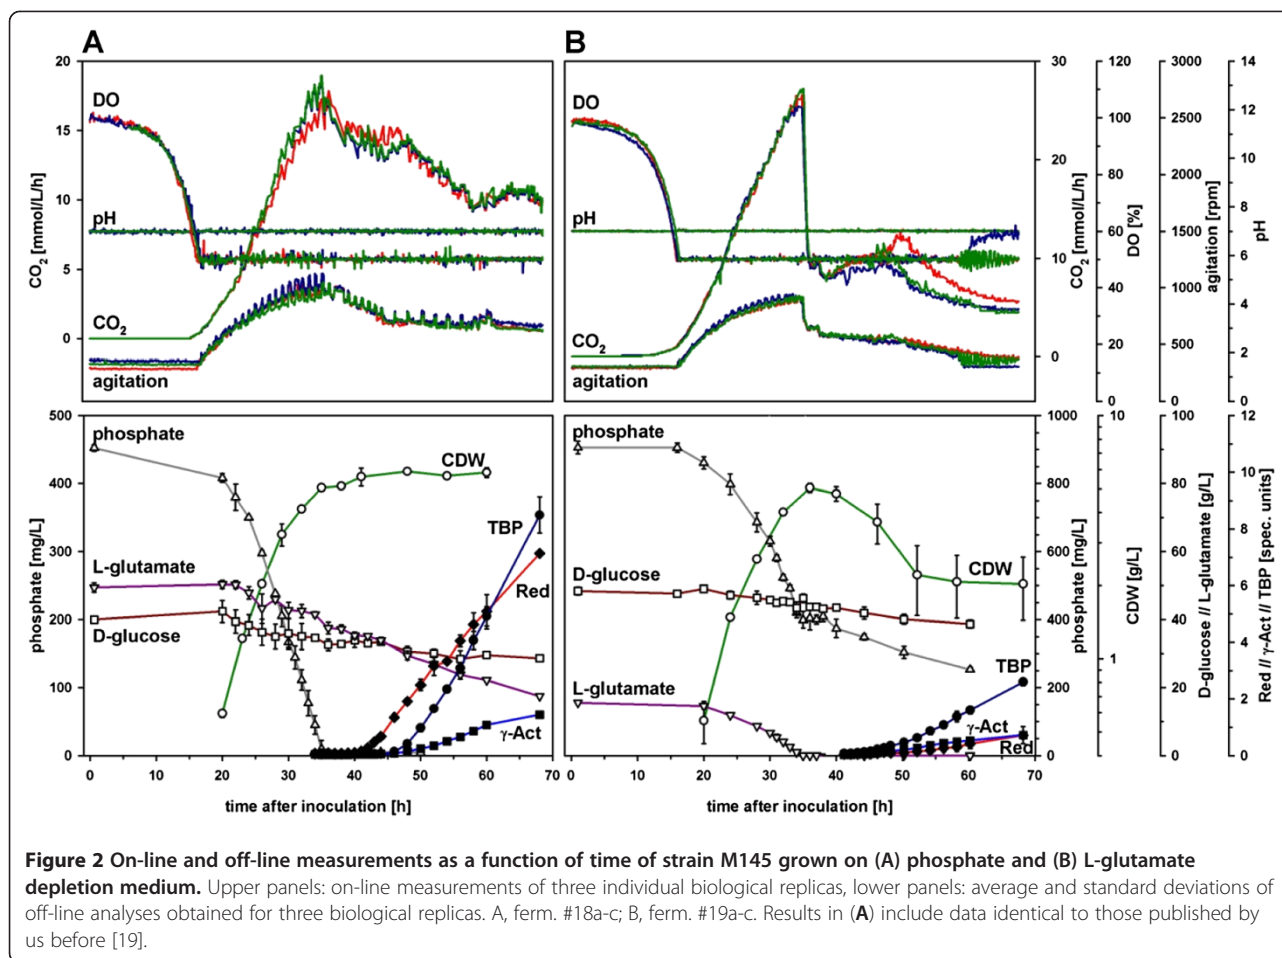 A
B
20
15
10
5
0
CO2 [mmol/L/h]
DO
pH
CO2
agitation
DO
pH
CO2
agitation
30
20
10
0
CO2 [mmol/L/h]
120
100
80
60
40
20
0
DO [%]
3000
2500
2000
1500
1000
500
0
agitation [rpm]
14
12
10
8
6
4
2
0
pH
500
400
300
200
100
0
phosphate [mg/L]
phosphate
CDW
TBP
L-glutamate
Red
D-glucose
γ-Act
0 10 20 30 40 50 60 70
time after inoculation [h]
phosphate
D-glucose
CDW
L-glutamate
TBP
γ-Act
Red
0 10 20 30 40 50 60 70
time after inoculation [h]
1000
800
600
400
200
0
phosphate [mg/L]
10
1
CDW [g/L]
100
80
60
40
20
0
D-glucose // L-glutamate [g/L]
12
10
8
6
4
2
0
Red // γ-Act // TBP [spec. units]
Figure 2 On-line and off-line measurements as a function of time of strain M145 grown on (A) phosphate and (B) L-glutamate
depletion medium. Upper panels: on-line measurements of three individual biological replicas, lower panels: average and standard deviations of
off-line analyses obtained for three biological replicas. A, ferm. #18a-c; B, ferm. #19a-c. Results in (A) include data identical to those published by
us before [19].